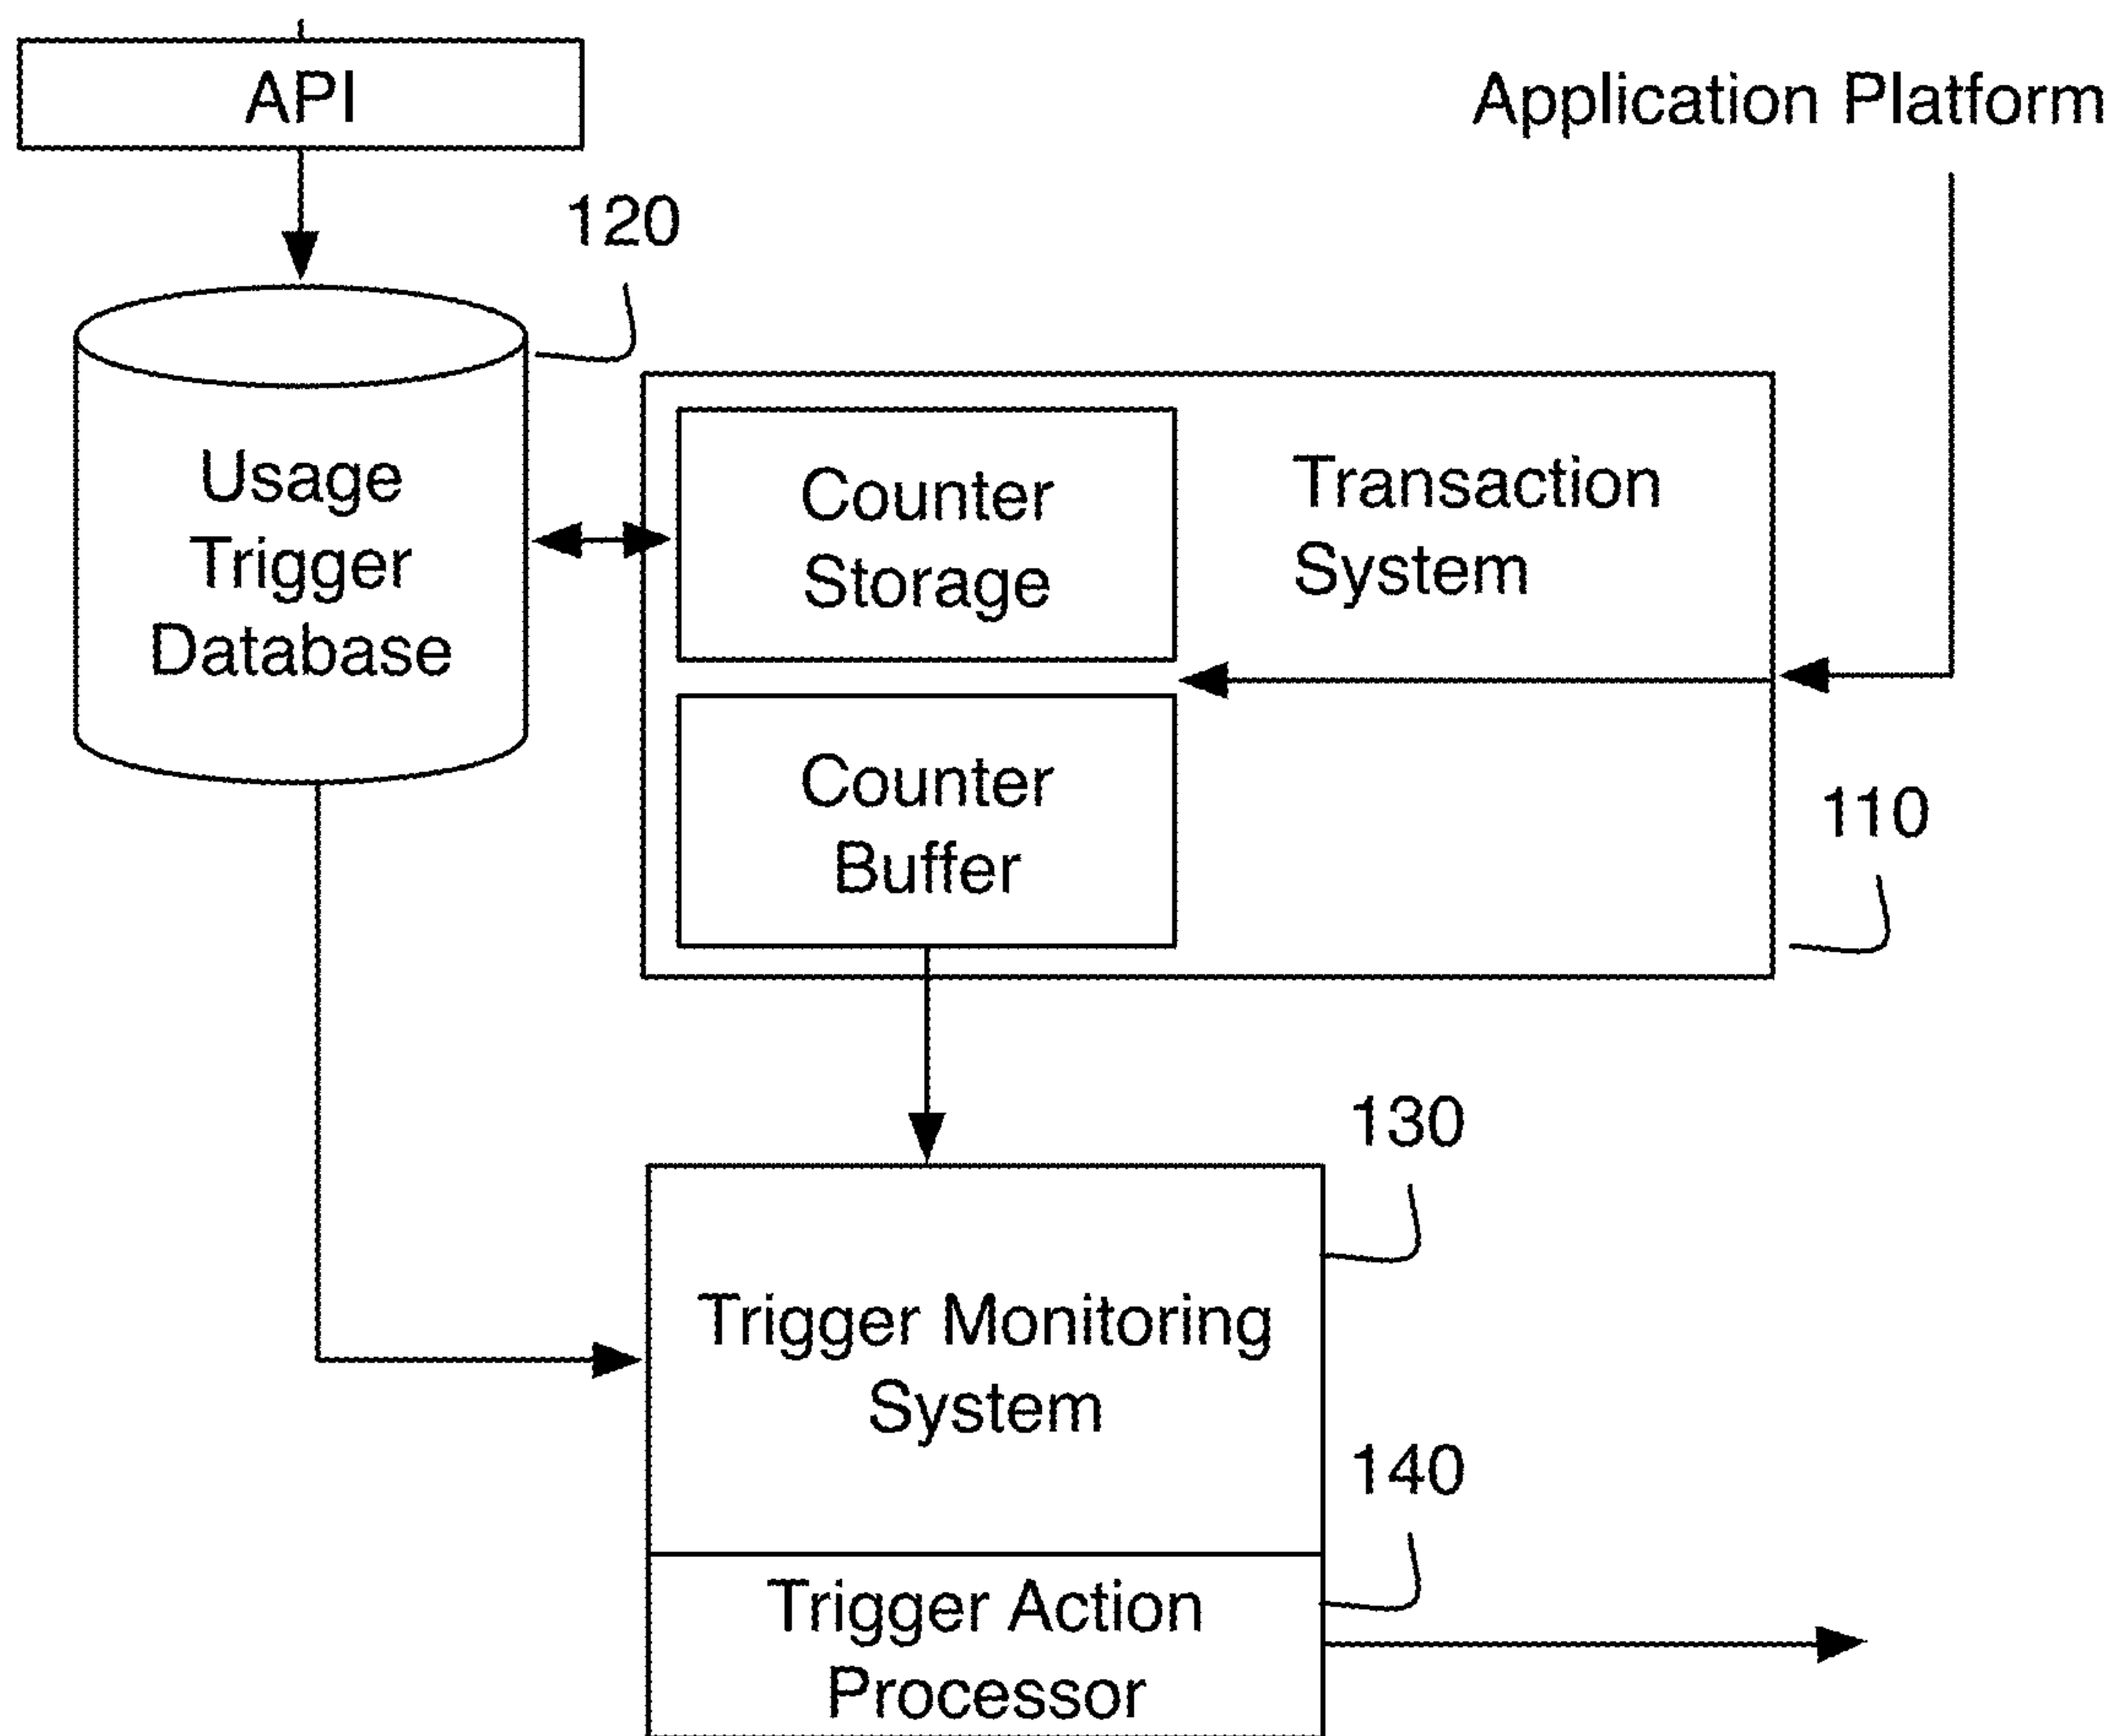 API
Application Platform
120
Usage
Trigger
Database
Counter
Storage
Transaction
System
Counter
Buffer
110
130
Trigger Monitoring
System
140
Trigger Action
Processor